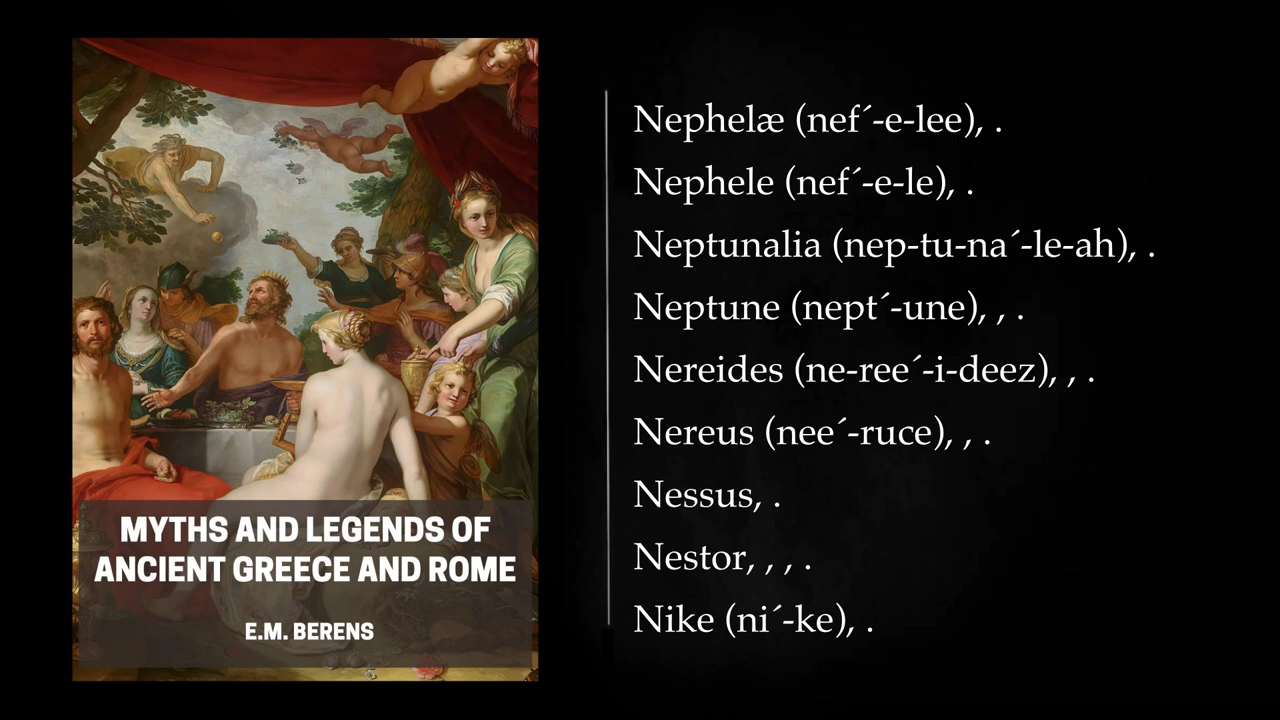 MYTHS AND LEGENDS OF
ANCIENT GREECE AND ROME
E.M. BERENS
Nephelæ (nef´-e-lee), .
Nephele (nef´-e-le), .
Neptunalia (nep-tu-na´-le-ah), .
Neptune (nept´-une), , .
Nereides (ne-ree´-i-deez), , .
Nereus (nee´-ruce), , .
Nessus, .
Nestor, , , .
Nike (ni´-ke), .